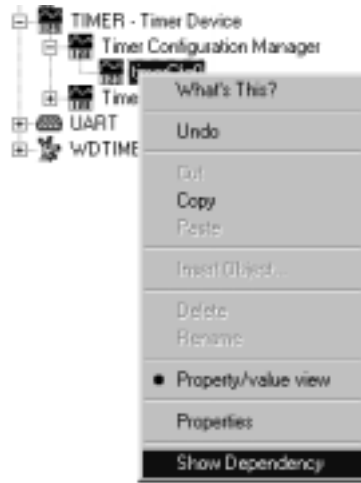 TIMER - Timer Device
Timer Configuration Manager
timerCfg0
Time
UART
WDTIME
What's This?
Undo
Cut
Copy
Paste
Insert Object...
Delete
Rename
Property/value view
Properties
Show Dependency